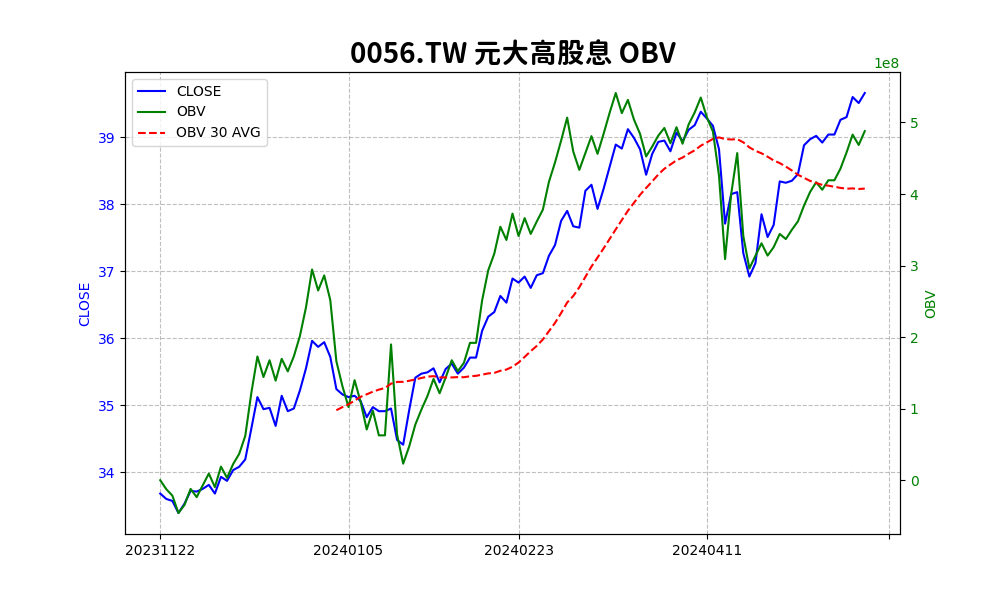 0056.TW 元大高股息 OBV
1e8
CLOSE
OBV
OBV 30 AVG
39
38
37
36
35
34
CLOSE
5
4
3
2
1
0
OBV
20231122
20240105
20240223
20240411